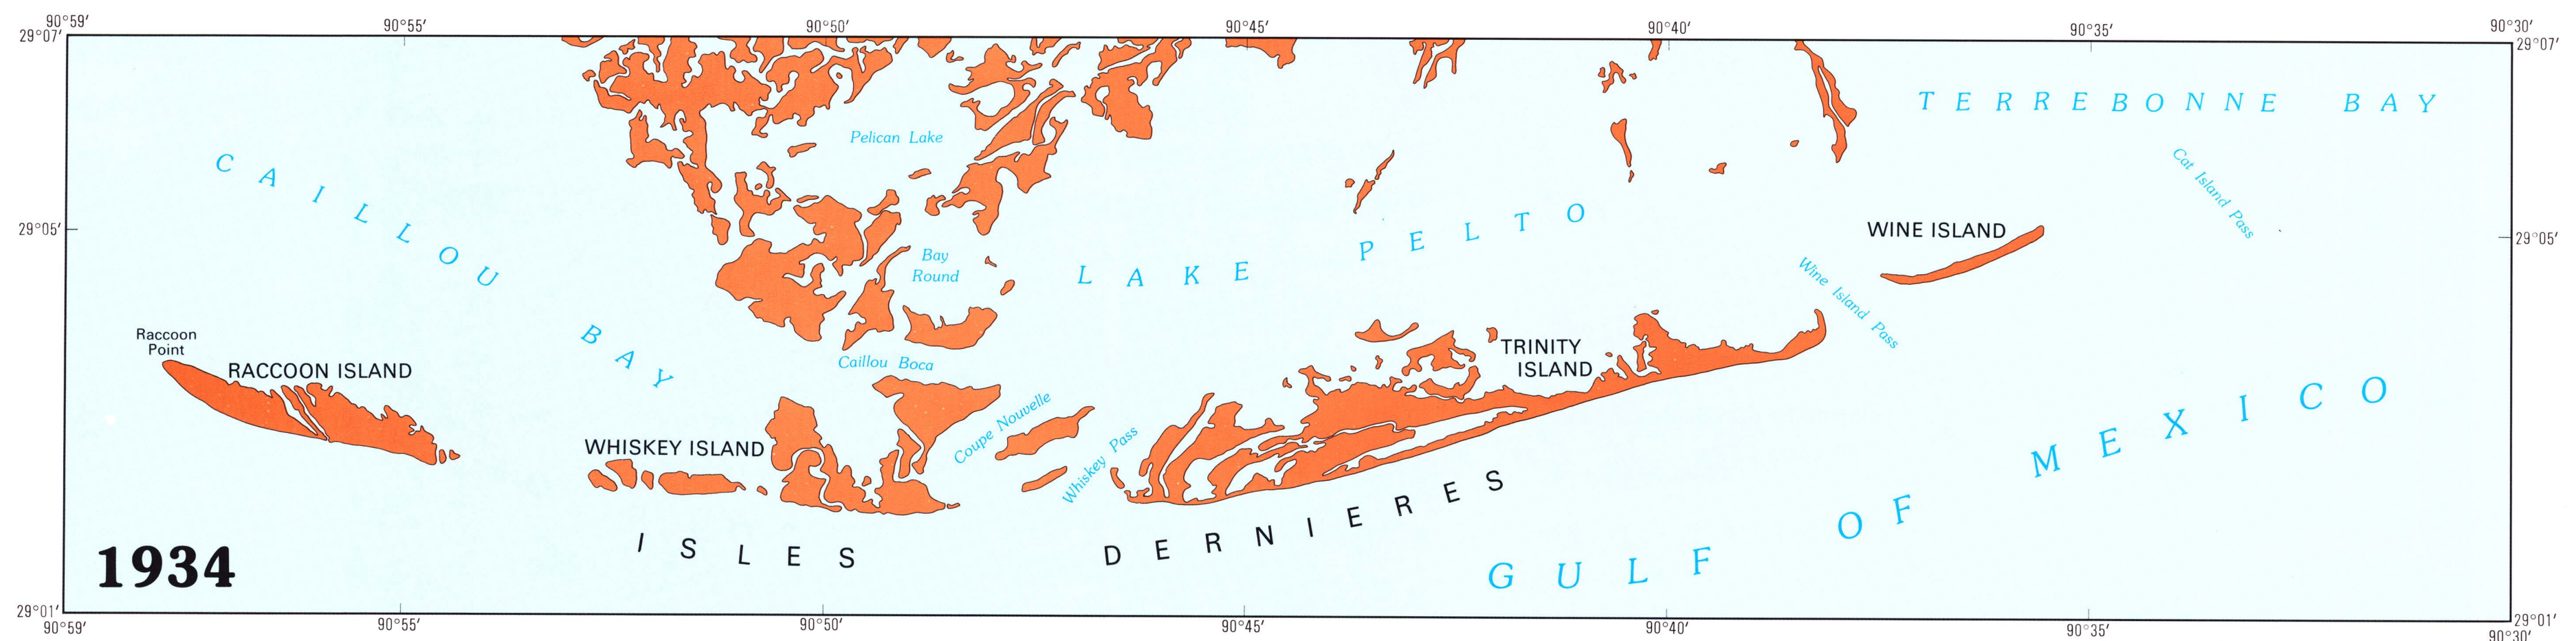 90°59′ 90°55′ 90°50′ 90°45′ 90°40′ 90°35′ 90°30′
29°07′ 29°07′
TERREBONNE BAY
Pelican Lake
CAILLOU BAY
Cat Island Pass
LAKE PELTO
29°05′ 29°05′
WINE ISLAND
Bay
Round
Wine Island Pass
Raccoon
Point
RACCOON ISLAND
TRINITY
ISLAND
Caillou Boca
Coupe Nouvelle
Whiskey Pass
WHISKEY ISLAND
ISLES DERNIERES
GULF OF MEXICO
1934
29°01′ 29°01′
90°59′ 90°55′ 90°50′ 90°45′ 90°40′ 90°35′ 90°30′